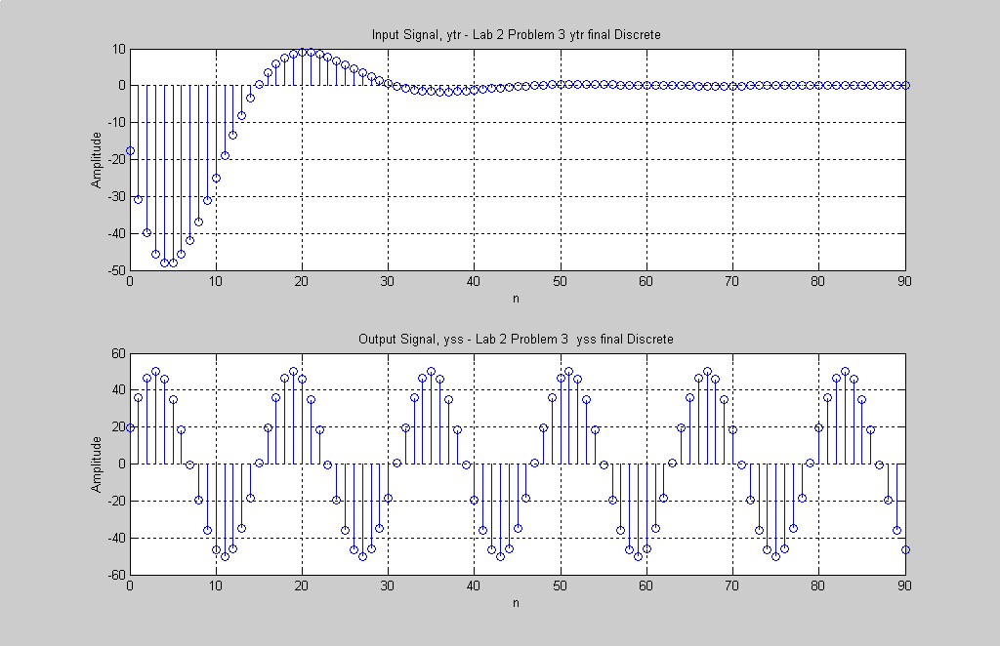 Input Signal, ytr - Lab 2 Problem 3 ytr final Discrete
10
0
-10
-20
-30
-40
-50
Amplitude
0 10 20 30 40 50 60 70 80 90
n
Output Signal, yss - Lab 2 Problem 3  yss final Discrete
60
40
20
0
-20
-40
-60
Amplitude
0 10 20 30 40 50 60 70 80 90
n